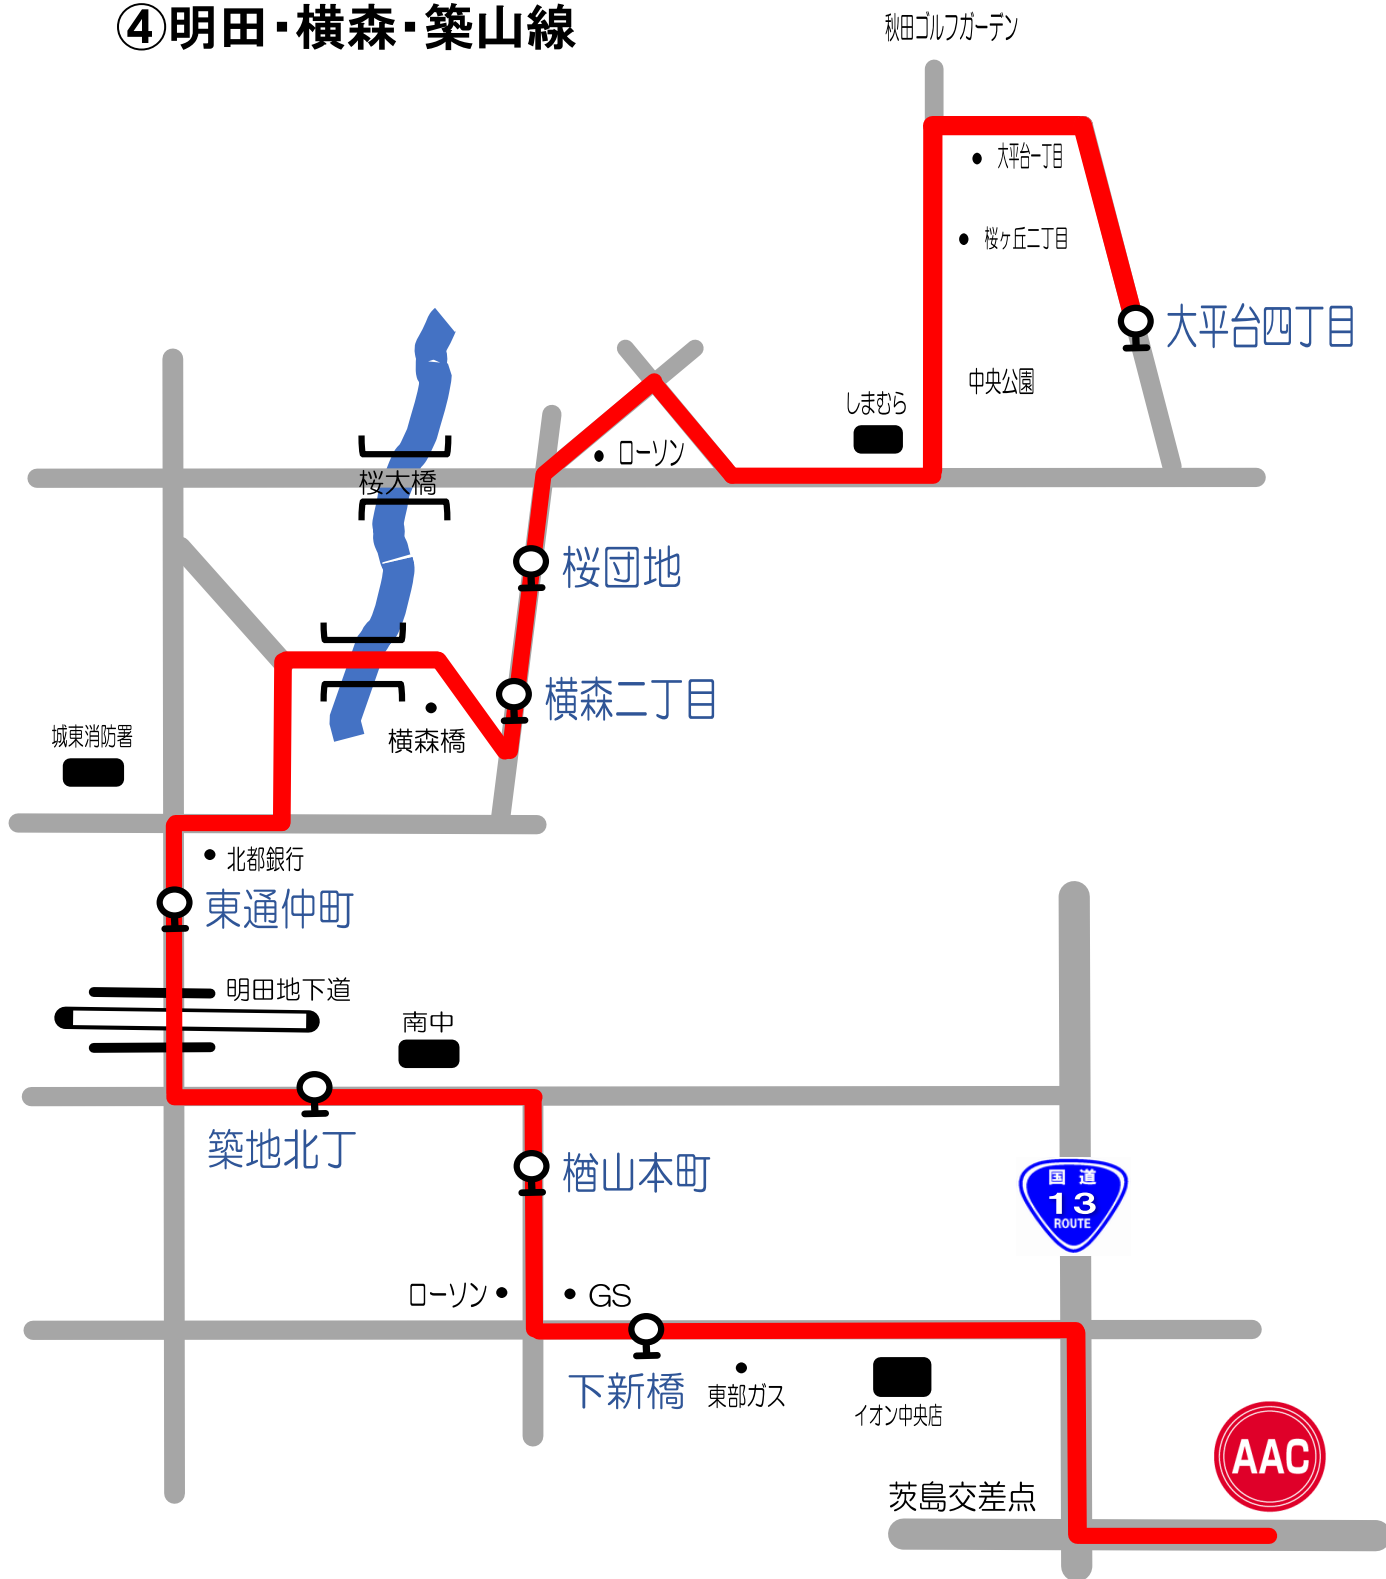 ④明田・横森・築山線
秋田ゴルフガーデン
大平台一丁目
桜ヶ丘二丁目
大平台四丁目
中央公園
しまむら
ローソン
桜大橋
桜団地
横森二丁目
城東消防署
横森橋
北都銀行
東通仲町
明田地下道
南中
築地北丁
楢山本町
国道
13
ROUTE
ローソン
GS
下新橋
東部ガス
イオン中央店
AAC
茨島交差点